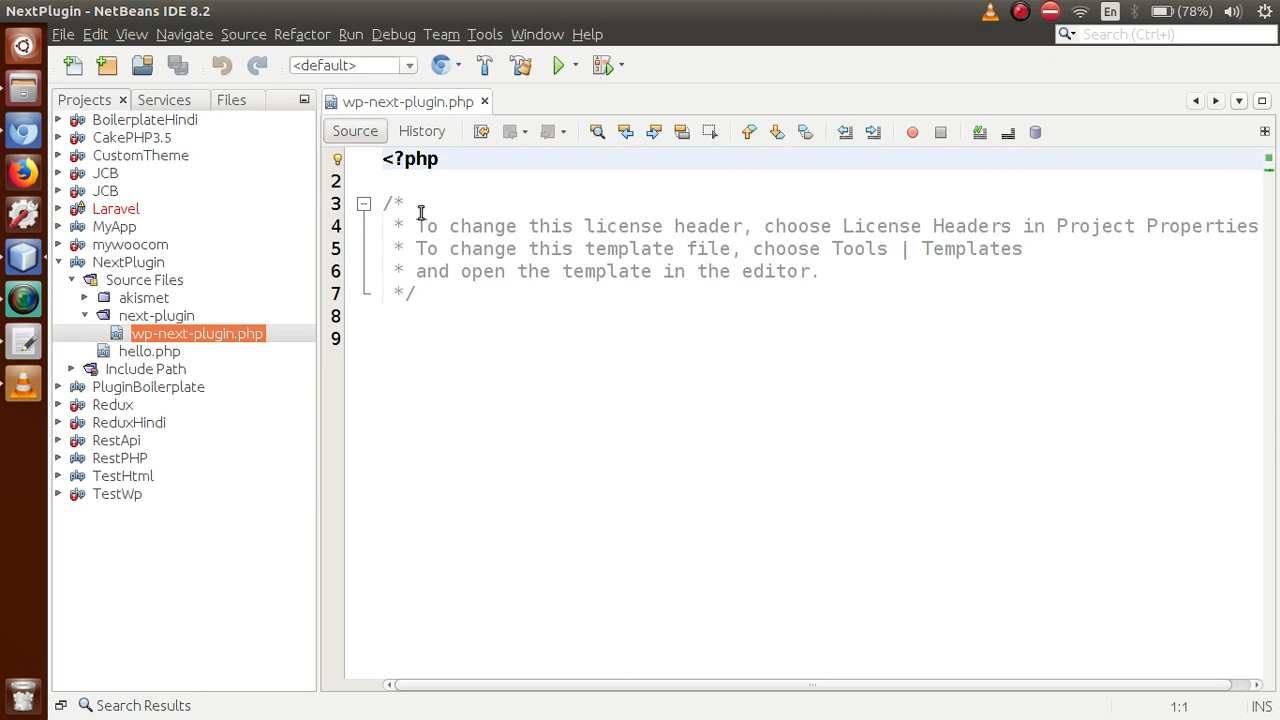 NextPlugin - NetBeans IDE 8.2
En
(78%)
File Edit View Navigate Source Refactor Run Debug Team Tools Window Help
Search (Ctrl+I)
<default>
Projects Services Files
wp-next-plugin.php
Source History
BoilerplateHindi
CakePHP3.5
CustomTheme
JCB
JCB
Laravel
MyApp
mywoocom
NextPlugin
Source Files
akismet
next-plugin
wp-next-plugin.php
hello.php
Include Path
PluginBoilerplate
Redux
ReduxHindi
RestApi
RestPHP
TestHtml
TestWp
<?php
2
3 /*
4 * To change this license header, choose License Headers in Project Properties
5 * To change this template file, choose Tools | Templates
6 * and open the template in the editor.
7 */
8
9
Search Results
1:1
INS